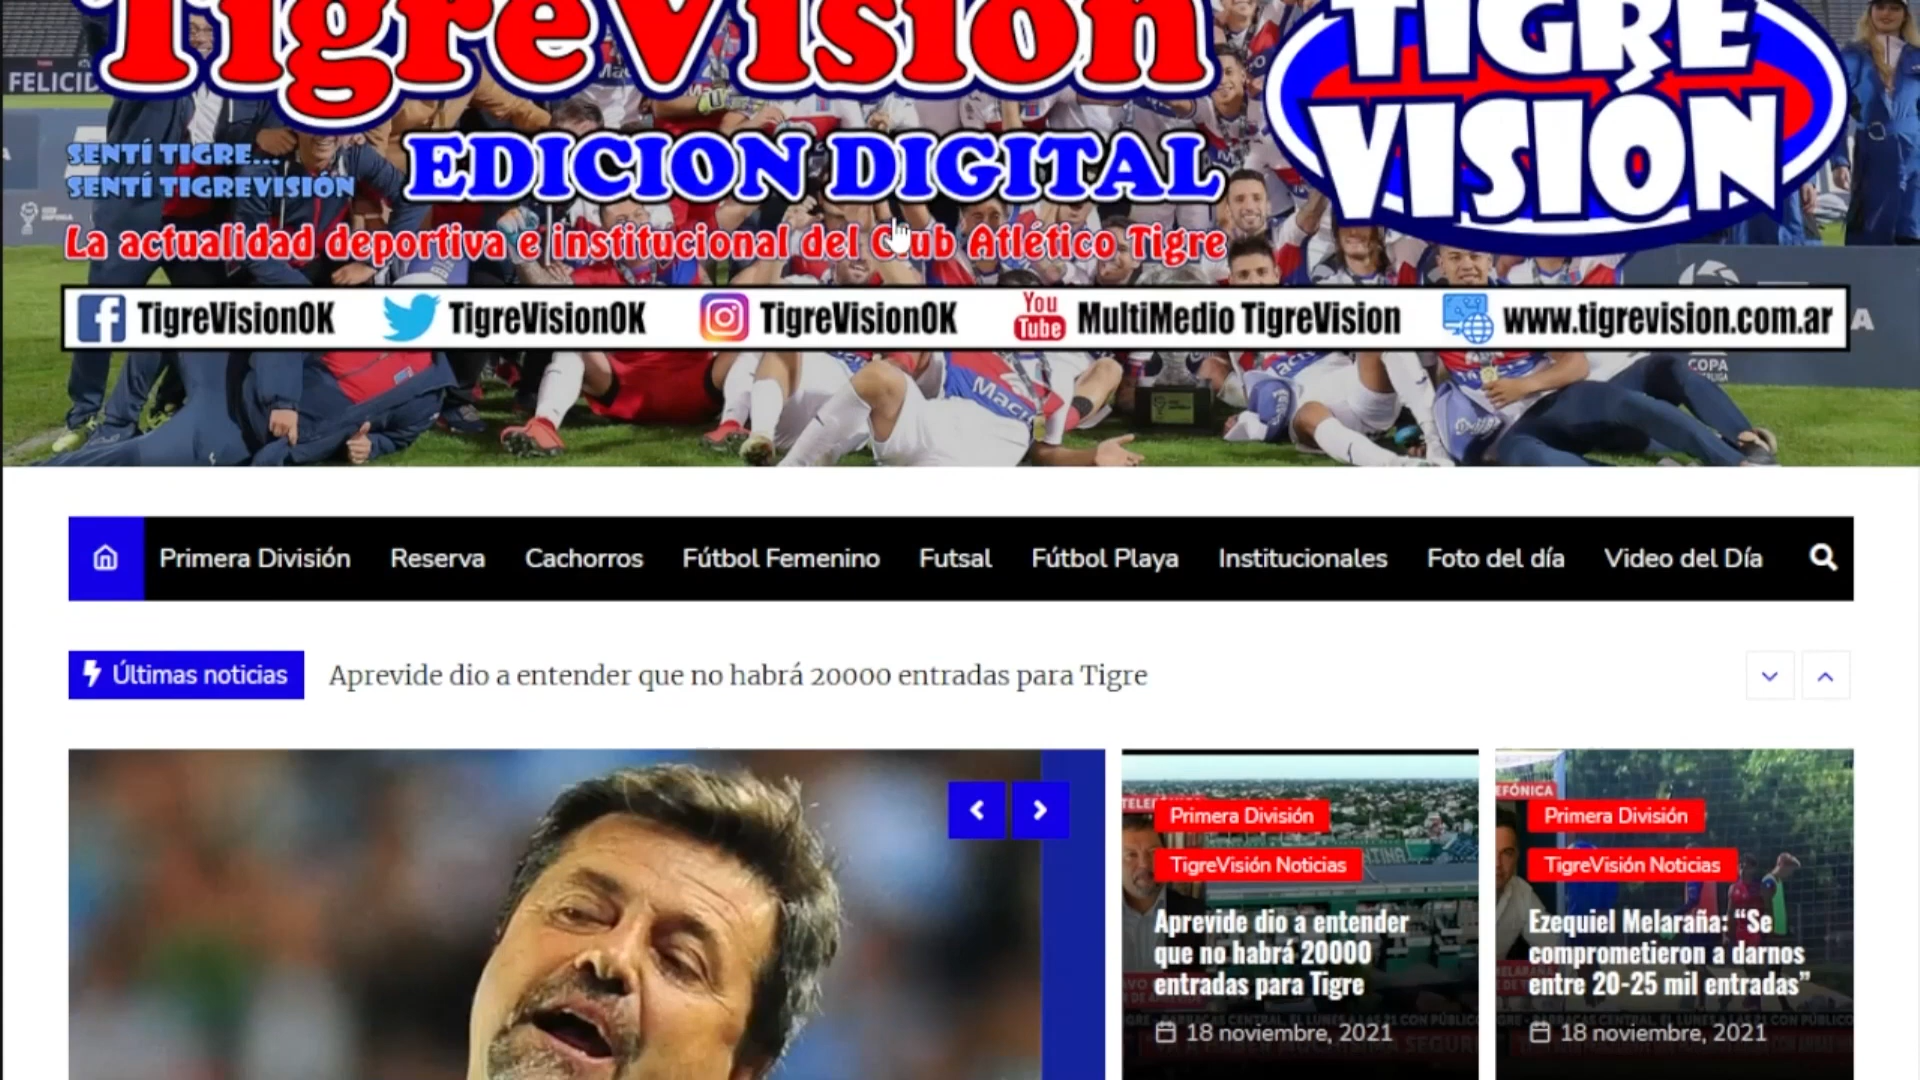 TigreVisión
TIGRE
VISIÓN
FELICID
SENTÍ TIGRE...
SENTÍ TIGREVISIÓN
EDICION DIGITAL
La actualidad deportiva e institucional del Club Atlético Tigre
TigreVisionOK TigreVisionOK TigreVisionOK You Tube MultiMedio TigreVision www.tigrevision.com.ar
COPA
Primera División Reserva Cachorros Fútbol Femenino Futsal Fútbol Playa Institucionales Foto del día Video del Día
Últimas noticias Aprevide dio a entender que no habrá 20000 entradas para Tigre
Primera División
TigreVisión Noticias
Aprevide dio a entender
que no habrá 20000
entradas para Tigre
18 noviembre, 2021
EFÓNICA
Primera División
TigreVisión Noticias
Ezequiel Melaraña: “Se
comprometieron a darnos
entre 20-25 mil entradas”
18 noviembre, 2021